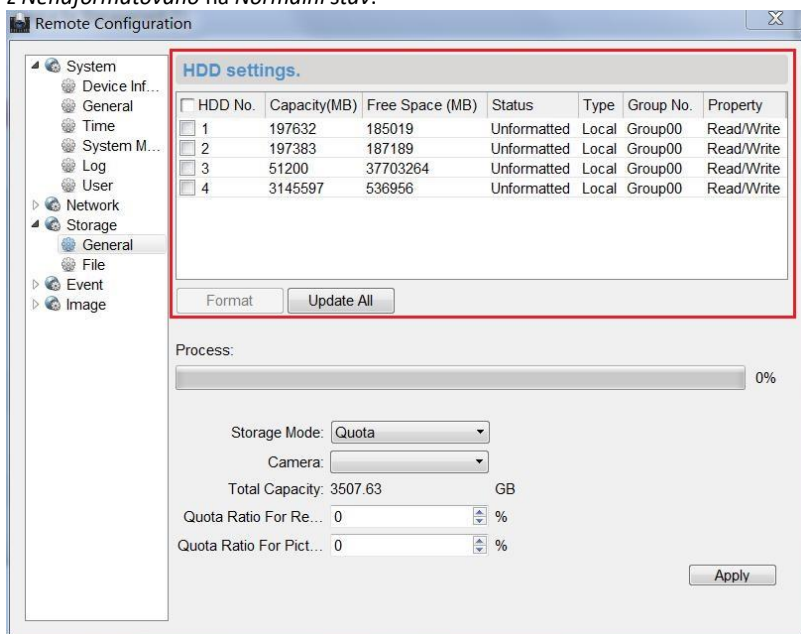 z Nenaformátováno na Normální stav.
Remote Configuration
System
Device Inf...
General
Time
System M...
Log
User
Network
Storage
General
File
Event
Image
HDD settings.
HDD No. Capacity(MB) Free Space (MB) Status Type Group No. Property
1 197632 185019 Unformatted Local Group00 Read/Write
2 197383 187189 Unformatted Local Group00 Read/Write
3 51200 37703264 Unformatted Local Group00 Read/Write
4 3145597 536956 Unformatted Local Group00 Read/Write
Format Update All
Process:
0%
Storage Mode: Quota
Camera:
Total Capacity: 3507.63 GB
Quota Ratio For Re... 0 %
Quota Ratio For Pict... 0 %
Apply